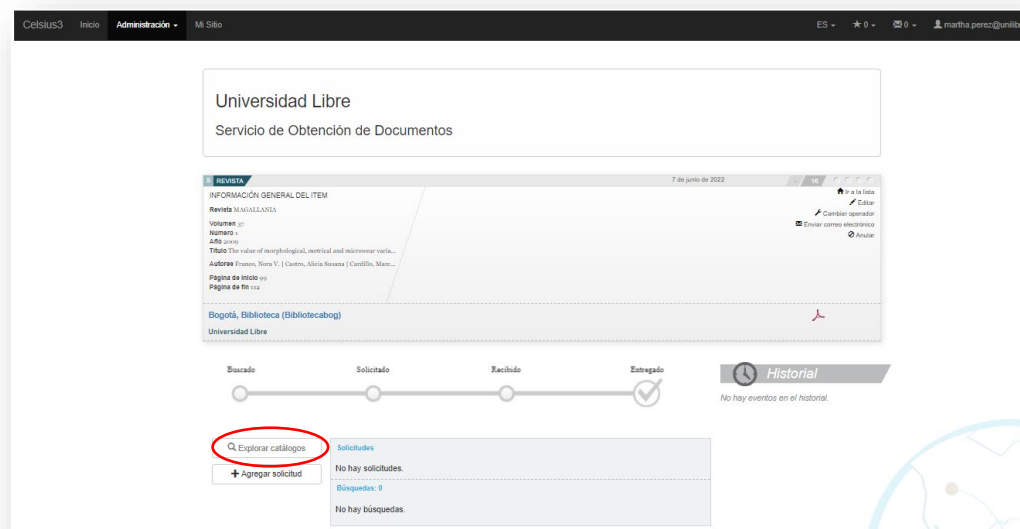 Celsius3 Inicio Administración Mi Sitio ES 0 0 martha.perez@unilib
Universidad Libre
Servicio de Obtención de Documentos
S REVISTA 7 de junio de 2022
INFORMACIÓN GENERAL DEL ITEM
Revista MAGALLANIA
Volumen 37
Número 1
Año 2009
Título The value of morphological, metrical and microwear varia...
Autores Franco, Nora V. | Castro, Alicia Susana | Cardillo, Marc...
Página de inicio 99
Página de fin 112
Ir a la lista
Editar
Cambiar operador
Enviar correo electrónico
Anular
Bogotá, Biblioteca (Bibliotecabog)
Universidad Libre
Buscado Solicitado Recibido Entregado
Historial
No hay eventos en el historial.
Explorar catálogos
Agregar solicitud
Solicitudes
No hay solicitudes.
Búsquedas: 0
No hay búsquedas.